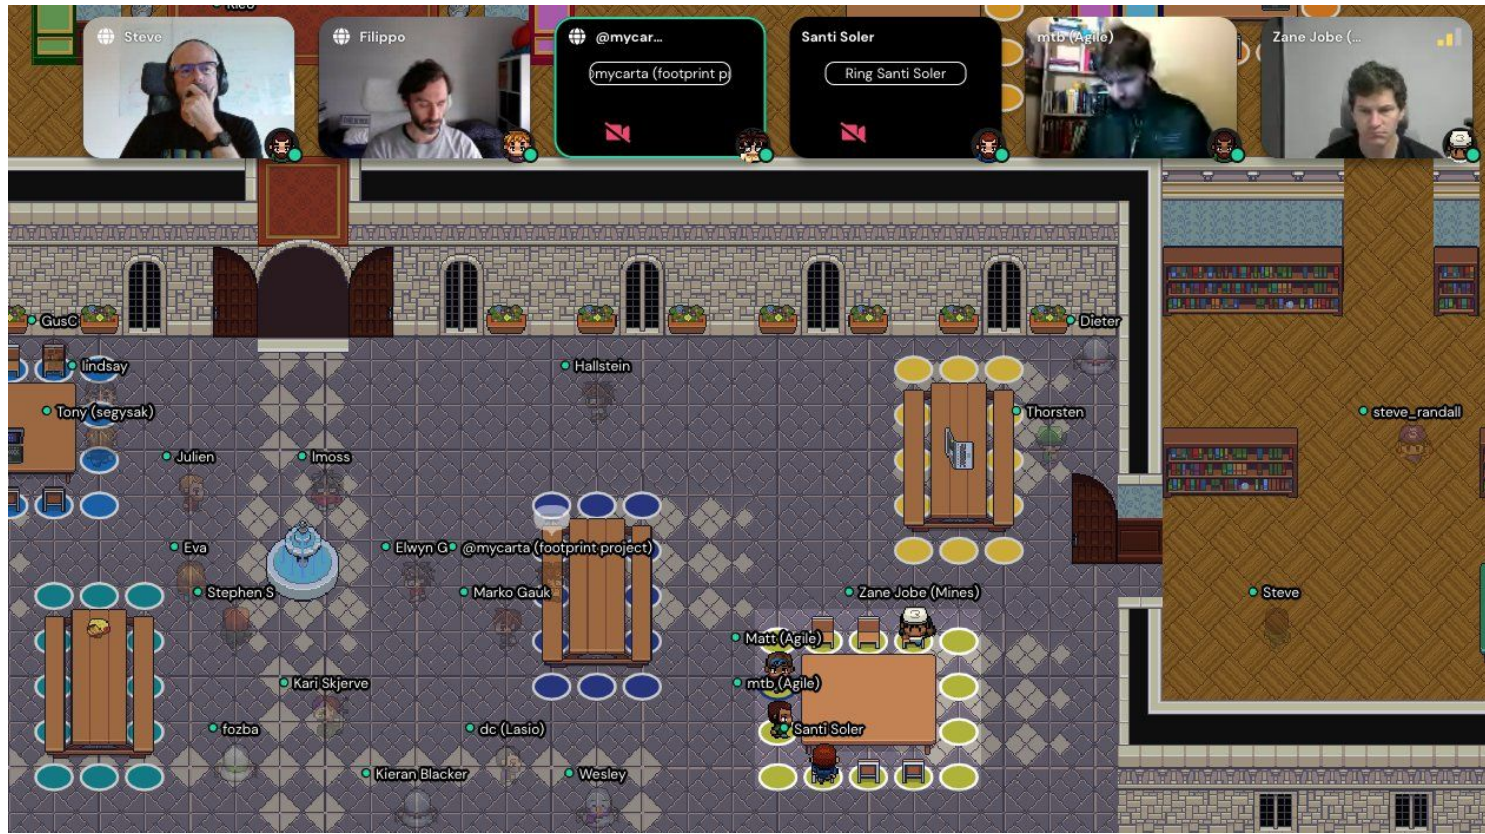 Rico
Steve
Filippo
@mycar...
Santi Soler
mtb (Agile)
Zane Jobe (...
mycarta (footprint p
Ring Santi Soler
GusC
Dieter
lindsay
Hallstein
Tony (segysak)
Thorsten
steve_randall
Julien
lmoss
Eva
Elwyn G
@mycarta (footprint project)
Stephen S
Marko Gauk
Zane Jobe (Mines)
Steve
Matt (Agile)
Kari Skjerve
mtb (Agile)
fozba
dc (Lasio)
Santi Soler
Kieran Blacker
Wesley